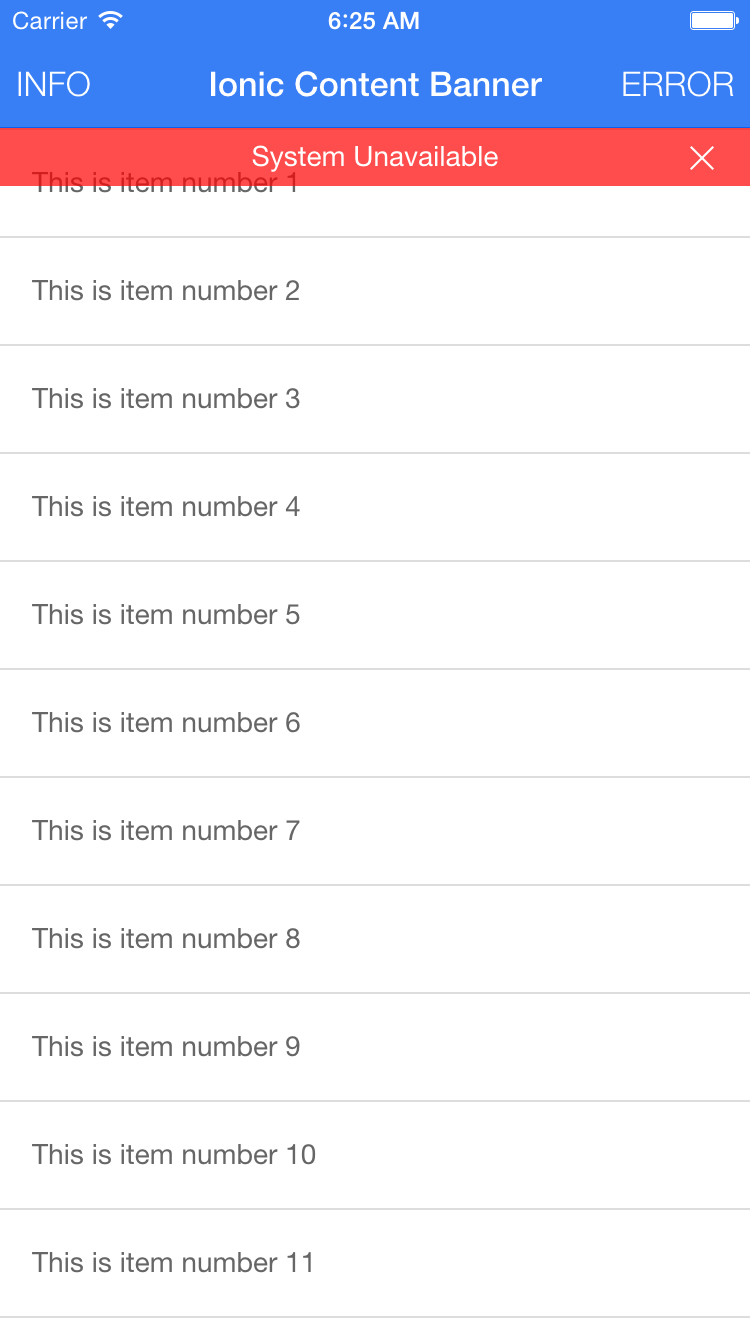 Carrier 6:25 AM
INFO Ionic Content Banner ERROR
System Unavailable
This is item number 1
This is item number 2
This is item number 3
This is item number 4
This is item number 5
This is item number 6
This is item number 7
This is item number 8
This is item number 9
This is item number 10
This is item number 11